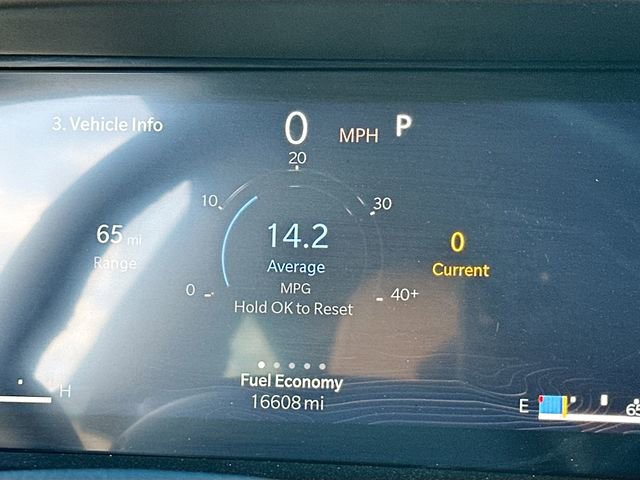 3. Vehicle Info
0 MPH P
20
10
30
65 mi
Range
14.2
Average
MPG
0
Current
0
40+
Hold OK to Reset
Fuel Economy
16608 mi
H
E
65